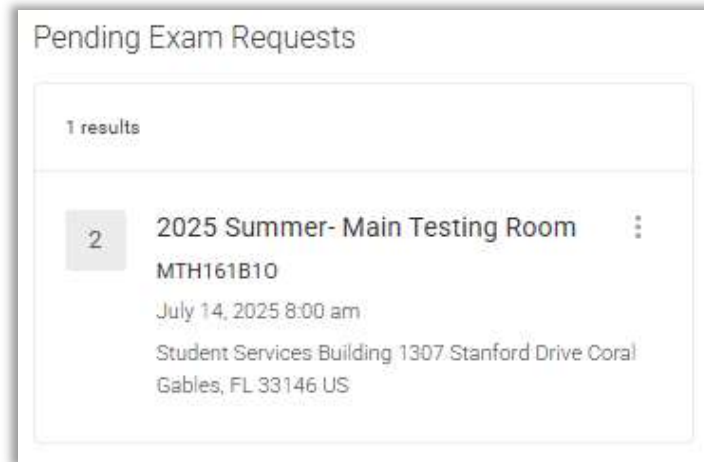 Pending Exam Requests
1 results
2
2025 Summer- Main Testing Room
MTH161B1O
July 14, 2025 8:00 am
Student Services Building 1307 Stanford Drive Coral
Gables, FL 33146 US